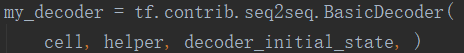 my_decoder = tf.contrib.seq2seq.BasicDecoder(
cell, helper, decoder_initial_state, )